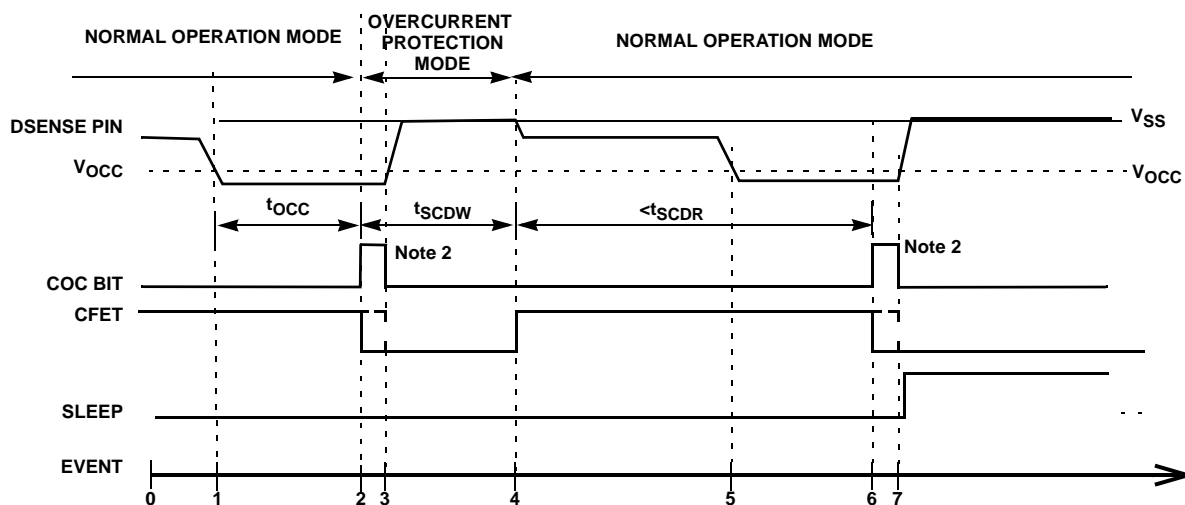 NORMAL OPERATION MODE
OVERCURRENT
PROTECTION
MODE
NORMAL OPERATION MODE
DSENSE PIN
VSS
VOCC
VOCC
tOCC
tSCDW
<tSCDR
Note 2
Note 2
COC BIT
CFET
SLEEP
EVENT
0 1 2 3 4 5 6 7